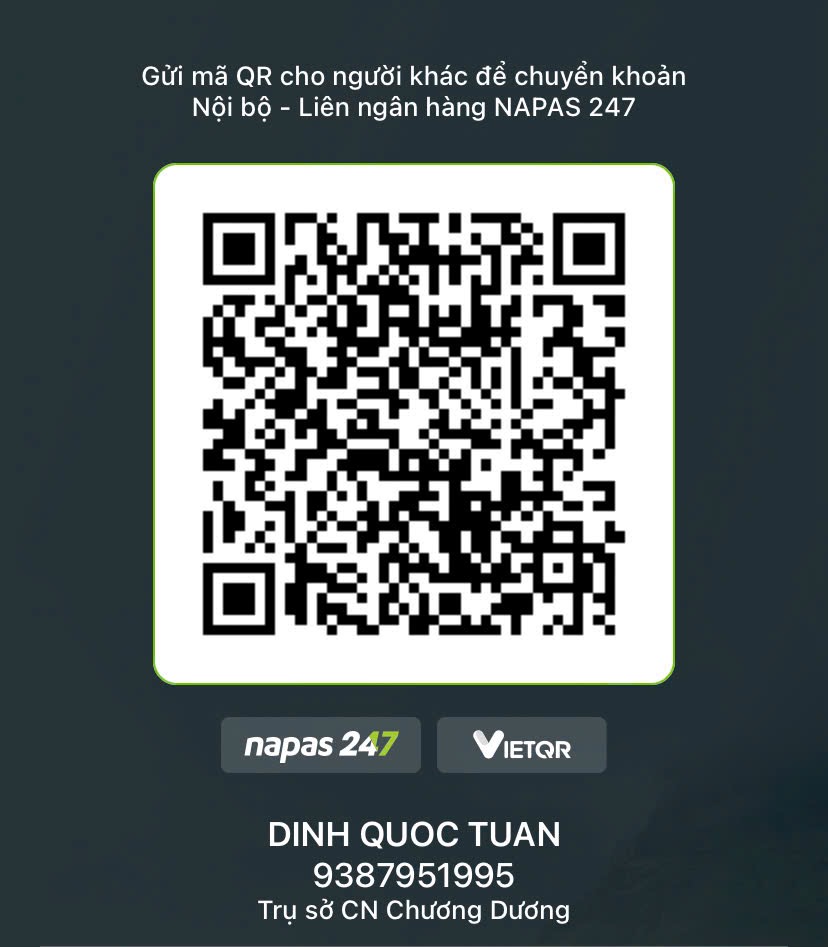 Gửi mã QR cho người khác để chuyển khoản
Nội bộ - Liên ngân hàng NAPAS 247
napas 247
VIETQR
DINH QUOC TUAN
9387951995
Trụ sở CN Chương Dương